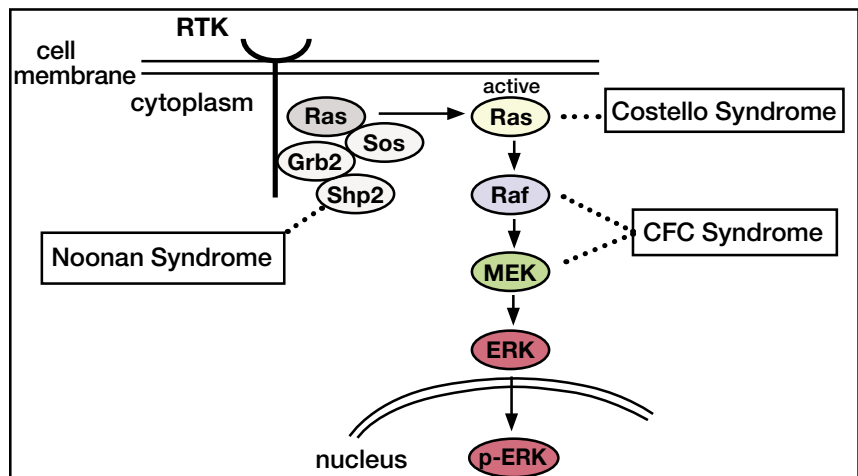 RTK
cell
membrane
cytoplasm
active
Ras
Ras
Costello Syndrome
Sos
Grb2
Shp2
Raf
Noonan Syndrome
CFC Syndrome
MEK
ERK
nucleus
p-ERK